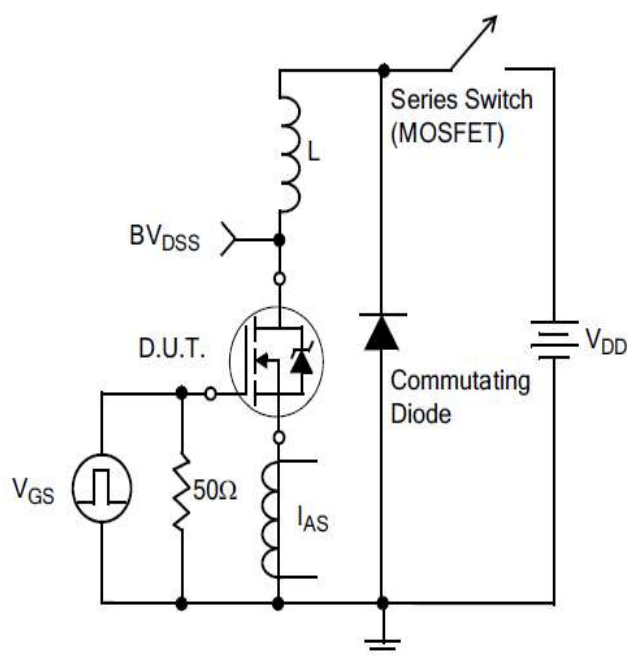 Series Switch
(MOSFET)
L
BVDSS
D.U.T.
VDD
Commutating
Diode
VGS
50Ω
IAS